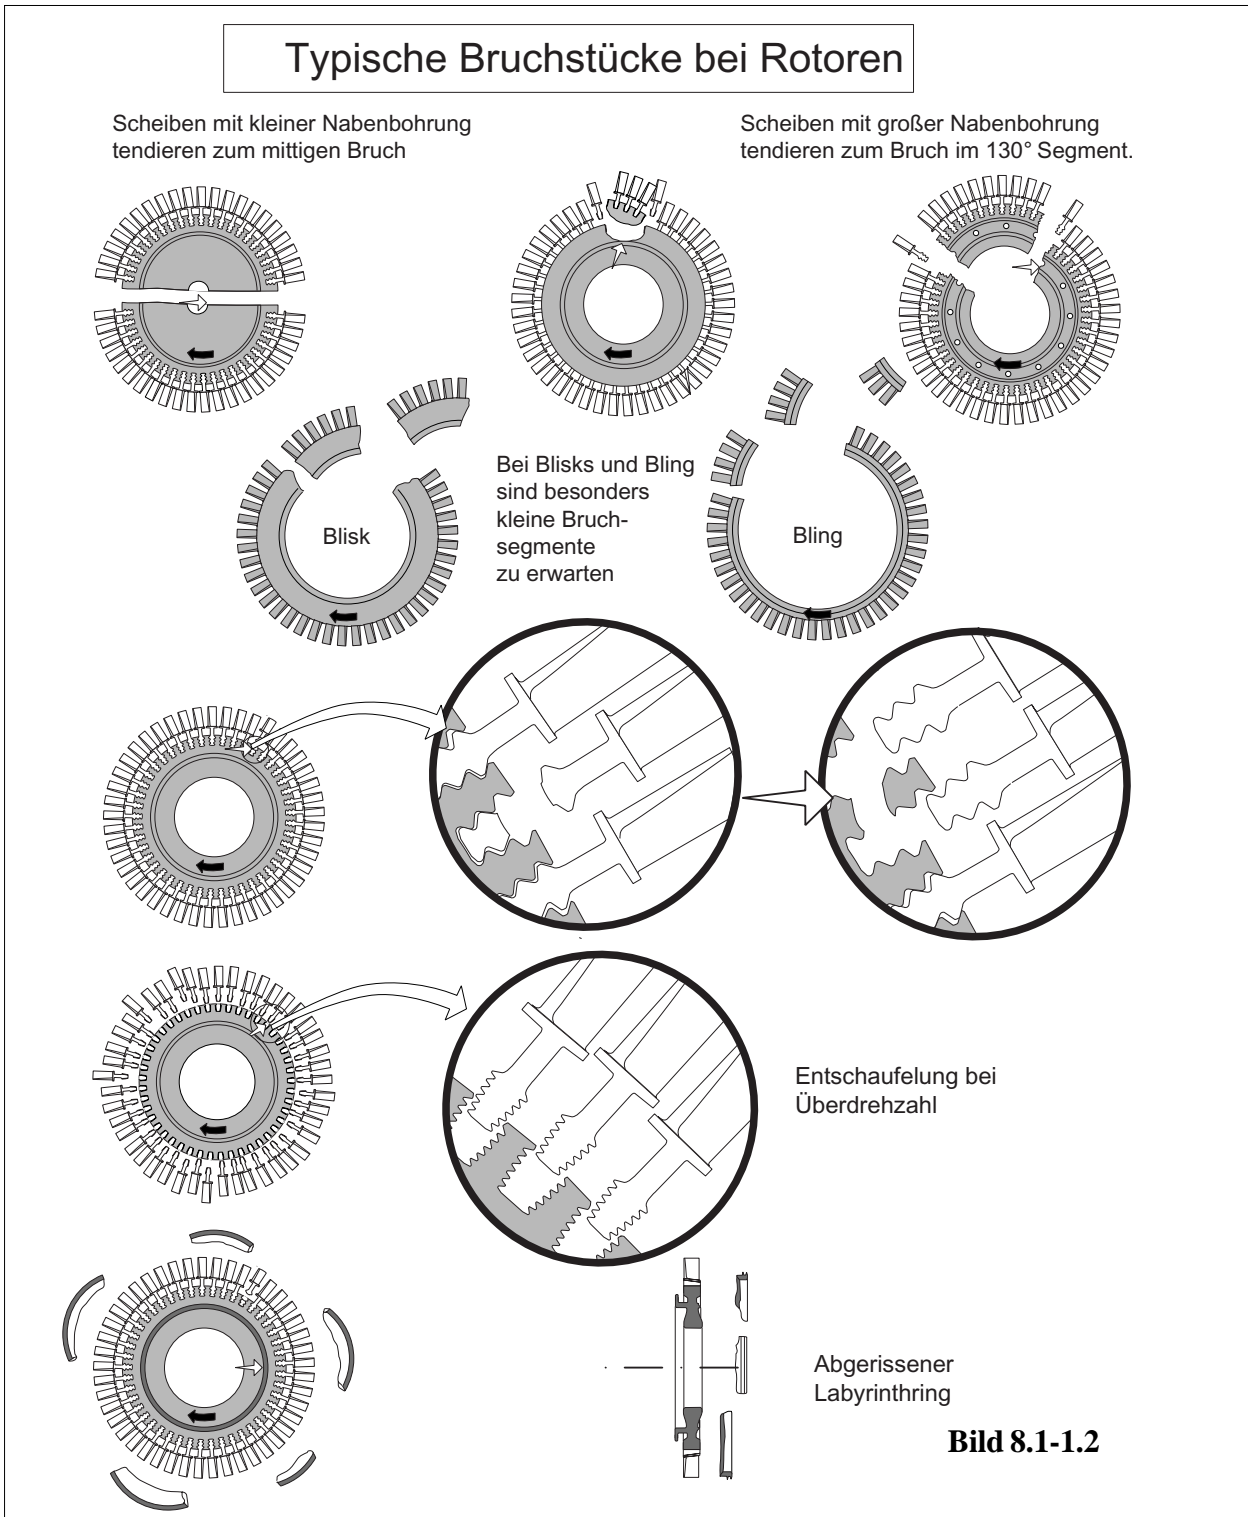 Typische Bruchstücke bei Rotoren
Scheiben mit kleiner Nabenbohrung
tendieren zum mittigen Bruch
Scheiben mit großer Nabenbohrung
tendieren zum Bruch im 130° Segment.
Blisk
Bei Blisks und Bling
sind besonders
kleine Bruch-
segmente
zu erwarten
Bling
Entschaufelung bei
Überdrehzahl
Abgerissener
Labyrinthring
Bild 8.1-1.2